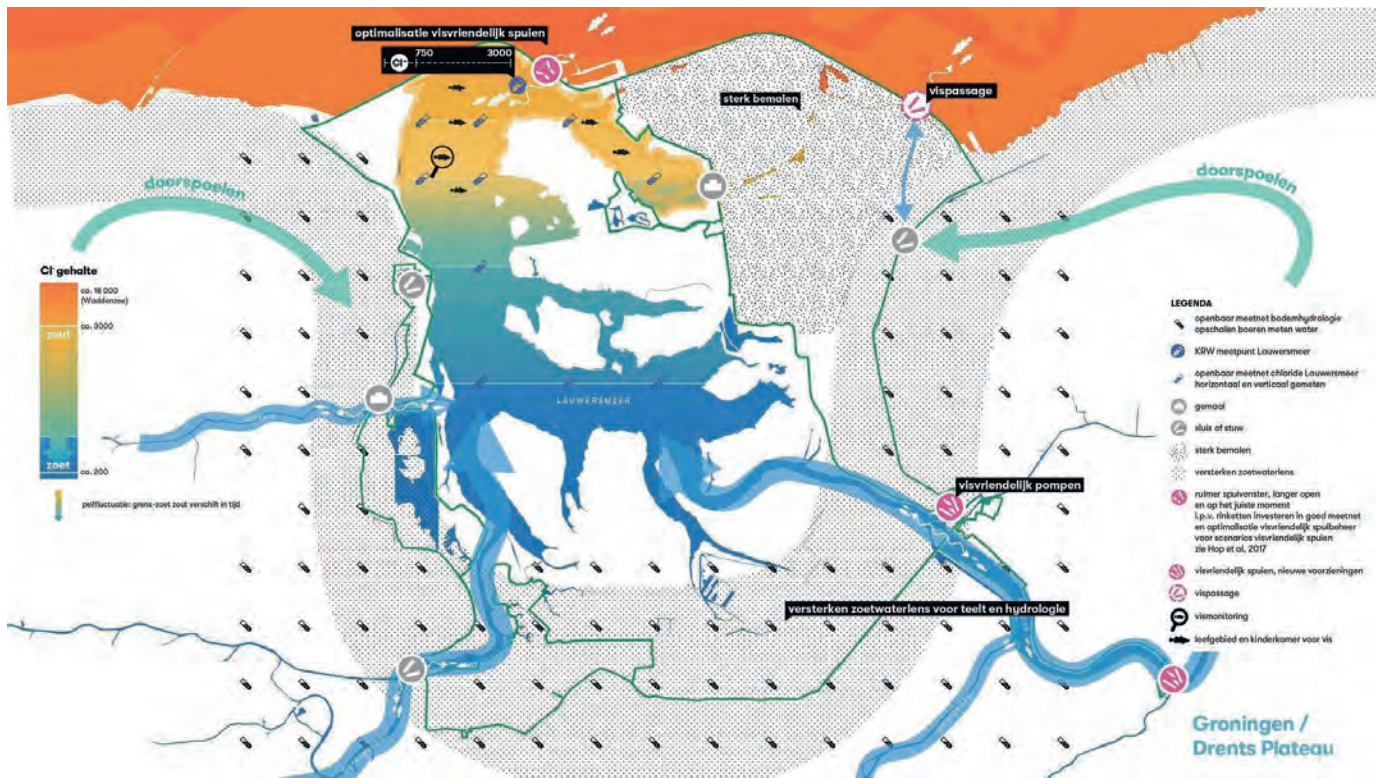 optimalisatie visvriendelijk spuien
Cl⁻ 750 3000
sterk bemalen
vispassage
doorspoelen
doorspoelen
Cl⁻ gehalte
ca. 18 000
(Waddenzee)
ca. 3000
zout
zoet
ca. 200
peilfluctuatie: grens-zoet zout verschilt in tijd
LAUWERSMEER
visvriendelijk pompen
versterken zoetwaterlens voor teelt en hydrologie
LEGENDA
openbaar meetnet bodemhydrologie
opschalen boeren meten water
KRW meetpunt Lauwersmeer
openbaar meetnet chloride Lauwersmeer
horizontaal en verticaal gemeten
gemaal
sluis of stuw
sterk bemalen
versterken zoetwaterlens
ruimer spuivenster, langer open
en op het juiste moment
i.p.v. rinketten investeren in goed meetnet
en optimalisatie visvriendelijk spuibeheer
voor scenarios visvriendelijk spuien
zie Hop et al, 2017
visvriendelijk spuien, nieuwe voorzieningen
vispassage
vismonitoring
leefgebied en kinderkamer voor vis
Groningen /
Drents Plateau